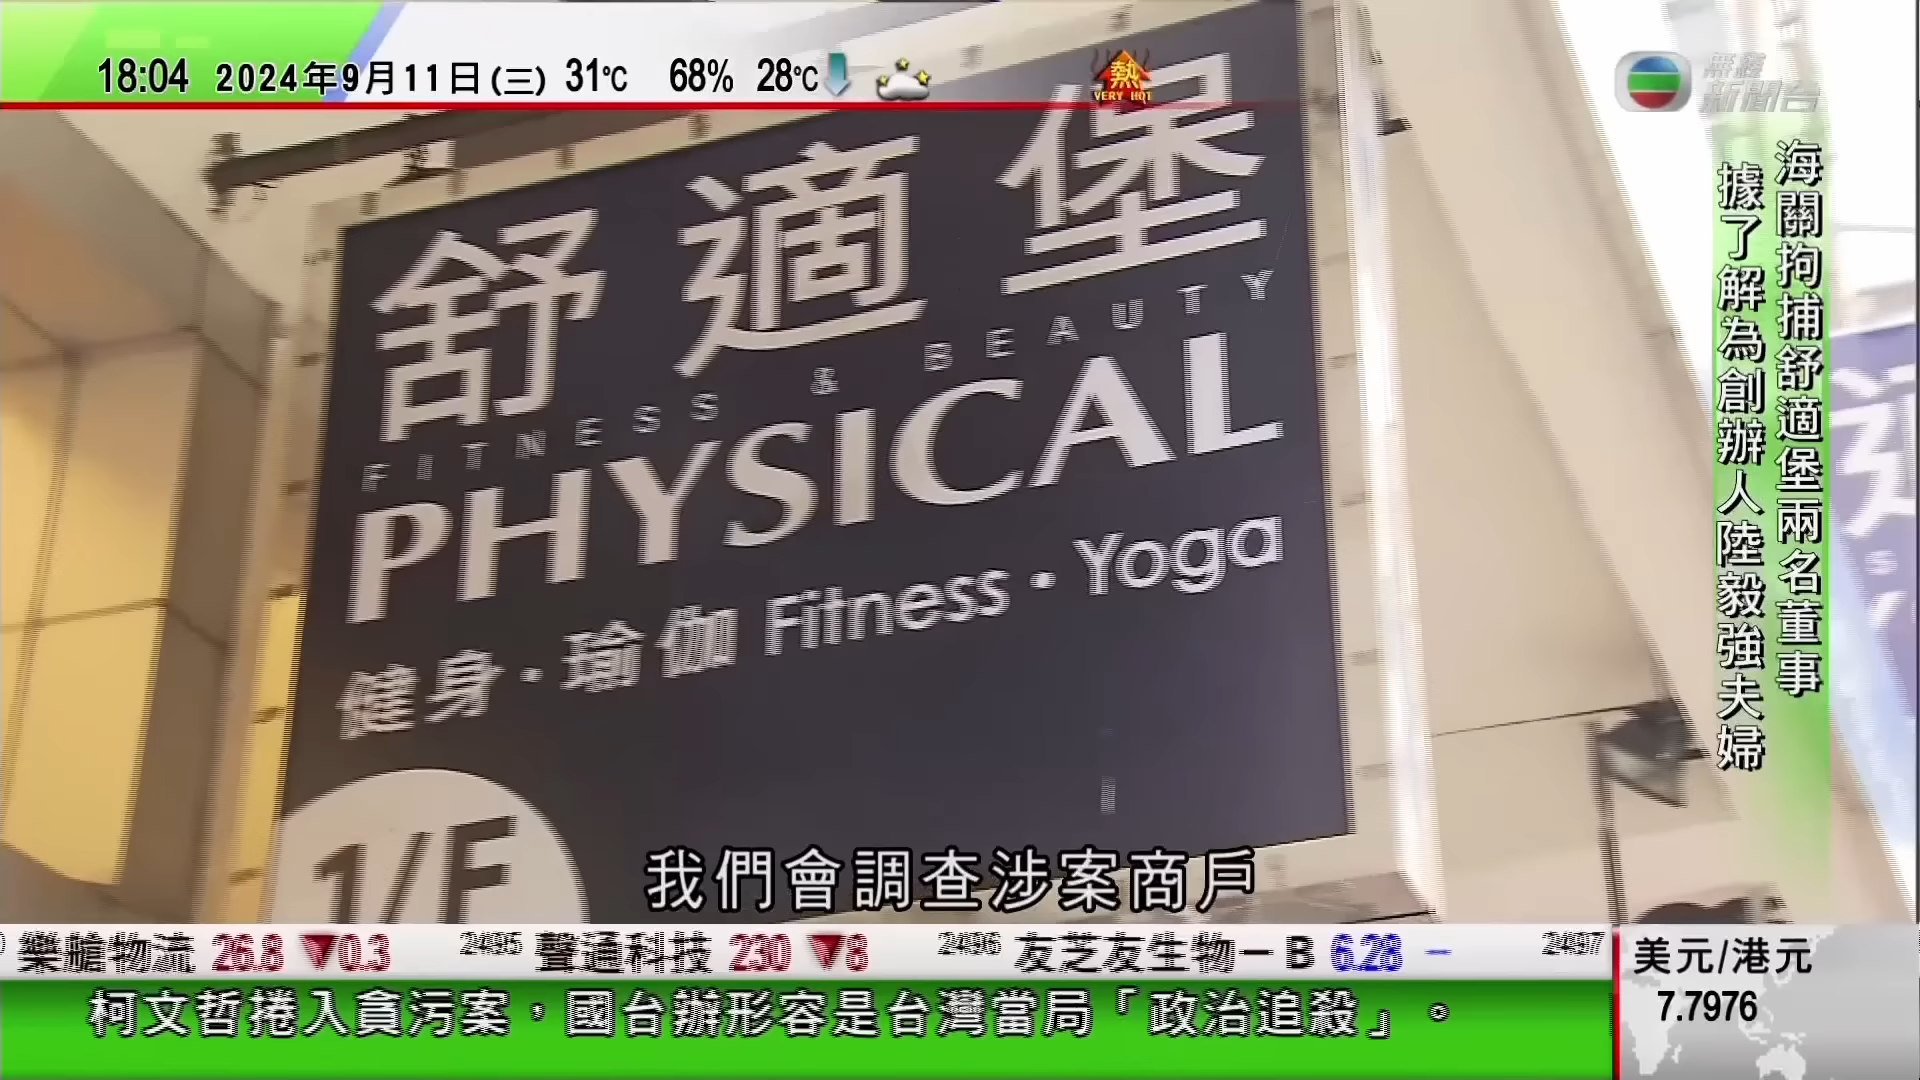 18:04 2024年9月11日(三) 31℃ 68% 28℃
熱
VERY HOT
無綫
新聞台
海關拘捕舒適堡兩名董事
據了解為創辦人陸毅強夫婦
舒適堡
FITNESS & BEAUTY
PHYSICAL
健身·瑜伽 Fitness·Yoga
1/F
我們會調查涉案商戶
樂艙物流 26.8 ▼0.3 2495 聲通科技 230 ▼8 2496 友芝友生物－B 6.28 － 2497
美元/港元
7.7976
柯文哲捲入貪污案，國台辦形容是台灣當局「政治追殺」。